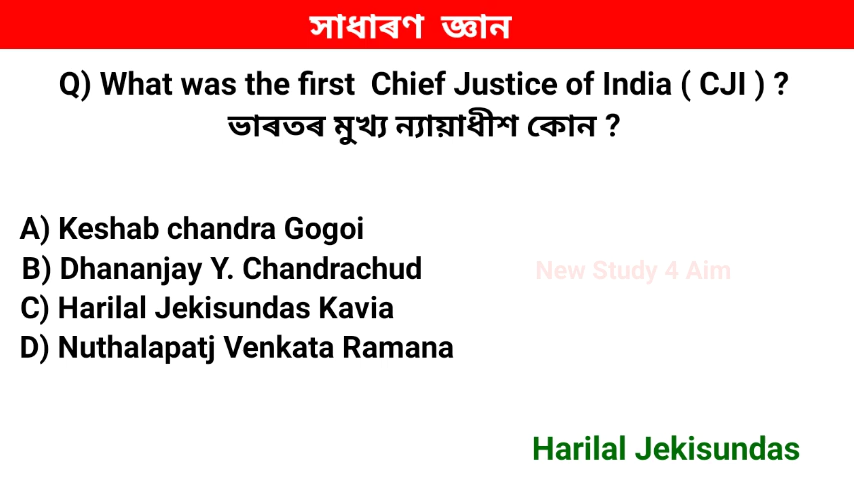 সাধাৰণ জ্ঞান
Q) What was the first Chief Justice of India ( CJI ) ?
ভাৰতৰ মুখ্য ন্যায়াধীশ কোন ?
A) Keshab chandra Gogoi
B) Dhananjay Y. Chandrachud
New Study 4 Aim
C) Harilal Jekisundas Kavia
D) Nuthalapatj Venkata Ramana
Harilal Jekisundas